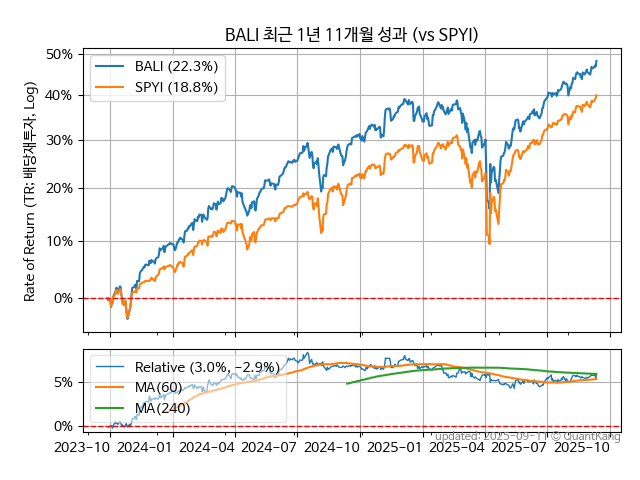 BALI 최근 1년 11개월 성과 (vs SPYI)
Rate of Return (TR; 배당재투자, Log)
50%
40%
30%
20%
10%
0%
BALI (22.3%)
SPYI (18.8%)
5%
0%
Relative (3.0%, −2.9%)
MA(60)
MA(240)
2023-10 2024-01 2024-04 2024-07 2024-10 2025-01 2025-04 2025-07 2025-10
updated: 2025-09-11 © QuantKang